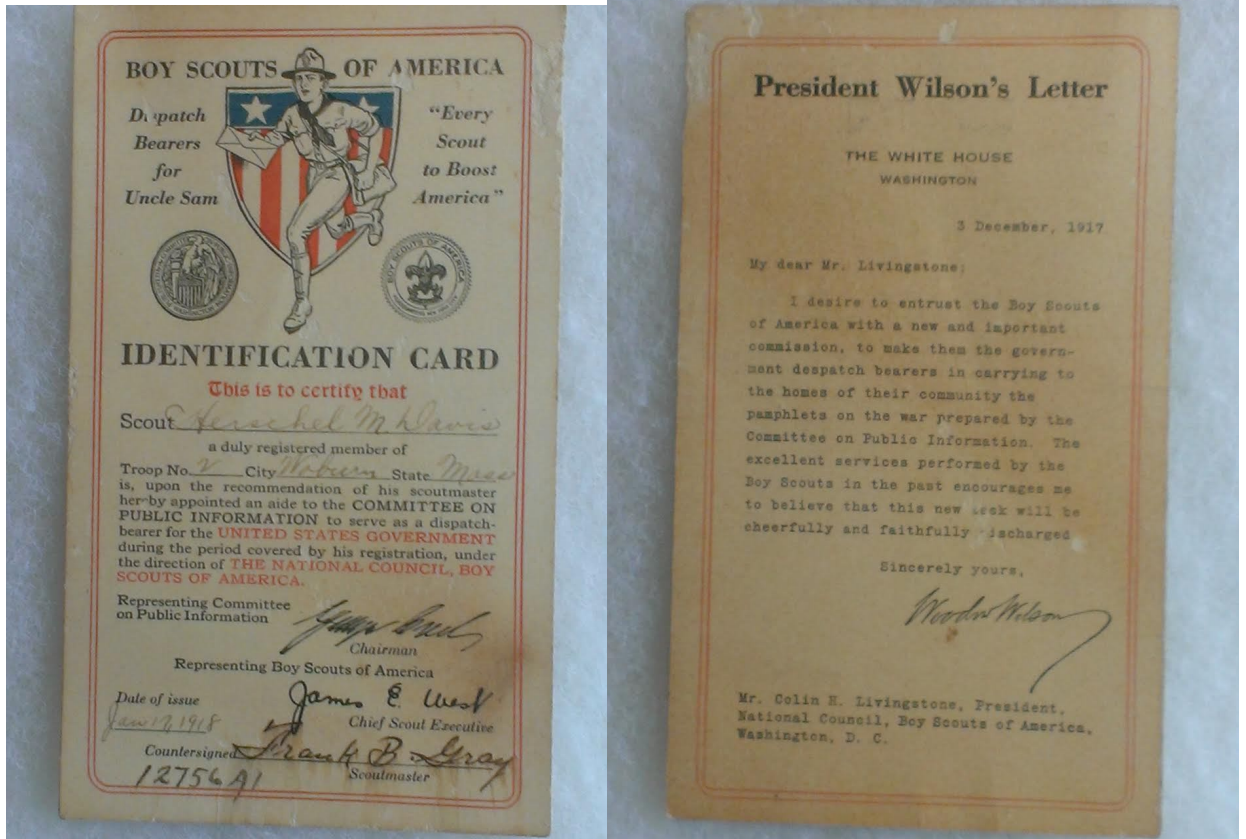 BOY SCOUTS OF AMERICA
Dispatch
Bearers
for
Uncle Sam
"Every
Scout
to Boost
America"
BOY SCOUTS OF AMERICA
IDENTIFICATION CARD
This is to certify that
Scout Herschel M Davis
a duly registered member of
Troop No. 2 City Woburn State Mass
is, upon the recommendation of his scoutmaster
hereby appointed an aide to the COMMITTEE ON
PUBLIC INFORMATION to serve as a dispatch-
bearer for the UNITED STATES GOVERNMENT
during the period covered by his registration, under
the direction of THE NATIONAL COUNCIL, BOY
SCOUTS OF AMERICA.
Representing Committee
on Public Information
George Creel
Chairman
Representing Boy Scouts of America
Date of issue
James E. West
Jan 17, 1918
Chief Scout Executive
Countersigned Frank B. Gray
12756 A1
Scoutmaster
President Wilson's Letter
THE WHITE HOUSE
WASHINGTON
3 December, 1917
My dear Mr. Livingstone:
I desire to entrust the Boy Scouts
of America with a new and important
commission, to make them the govern-
ment despatch bearers in carrying to
the homes of their community the
pamphlets on the war prepared by the
Committee on Public Information. The
excellent services performed by the
Boy Scouts in the past encourages me
to believe that this new task will be
cheerfully and faithfully discharged
Sincerely yours,
Woodrow Wilson
Mr. Colin H. Livingstone, President,
National Council, Boy Scouts of America,
Washington, D. C.